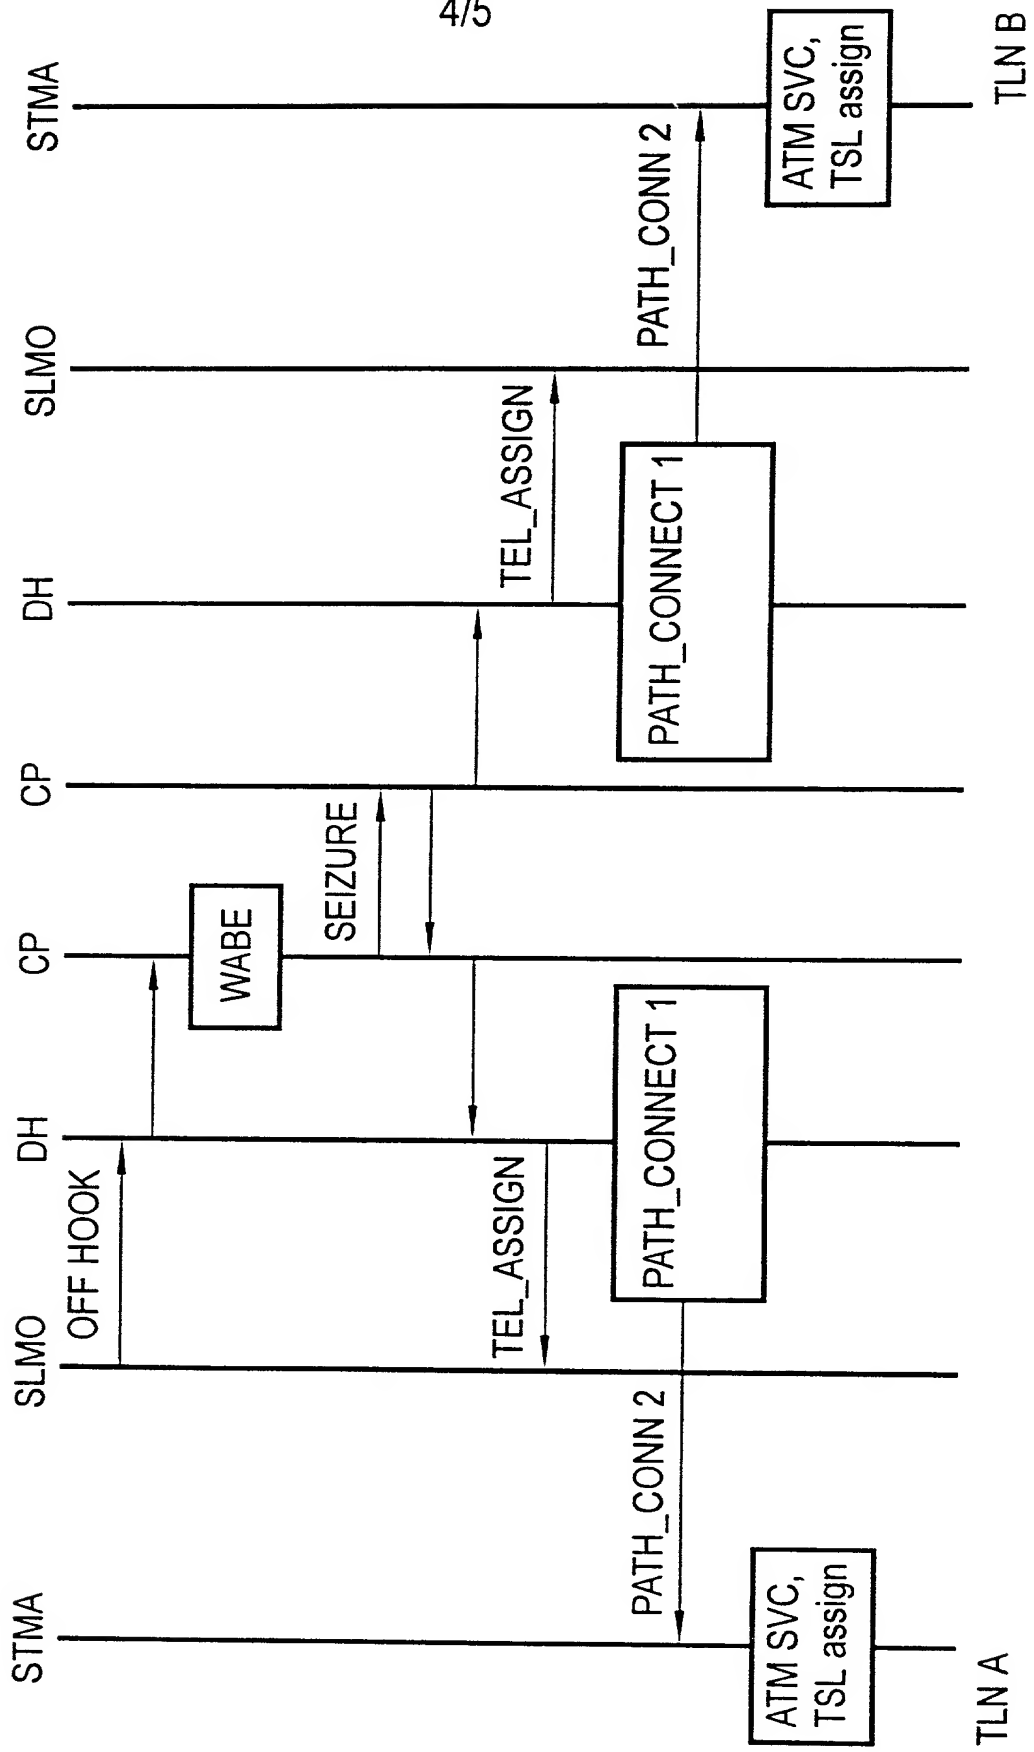 4/5
STMA
SLMO
DH
CP
CP
DH
SLMO
STMA
OFF HOOK
WABE
SEIZURE
TEL_ASSIGN
TEL_ASSIGN
PATH_CONNECT 1
PATH_CONNECT 1
PATH_CONN 2
PATH_CONN 2
ATM SVC,
TSL assign
ATM SVC,
TSL assign
TLN A
TLN B